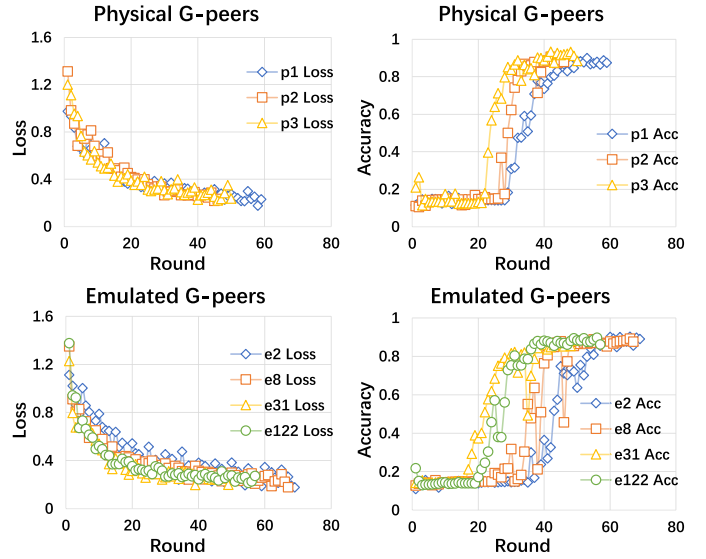 Physical G-peers
1.6
1.2
0.8
0.4
0
0 20 40 60 80
Loss
Round
p1 Loss
p2 Loss
p3 Loss
Physical G-peers
1
0.8
0.6
0.4
0.2
0
0 20 40 60 80
Accuracy
Round
p1 Acc
p2 Acc
p3 Acc
Emulated G-peers
1.6
1.2
0.8
0.4
0
0 20 40 60 80
Loss
Round
e2 Loss
e8 Loss
e31 Loss
e122 Loss
Emulated G-peers
1
0.8
0.6
0.4
0.2
0
0 20 40 60 80
Accuracy
Round
e2 Acc
e8 Acc
e31 Acc
e122 Acc